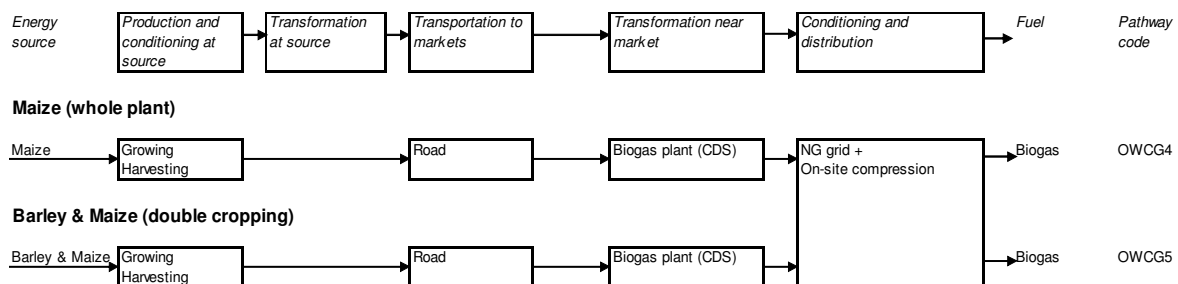 Energy source
Production and conditioning at source
Transformation at source
Transportation to markets
Transformation near market
Conditioning and distribution
Fuel
Pathway code
Maize (whole plant)
Maize
Growing
Harvesting
Road
Biogas plant (CDS)
NG grid +
On-site compression
Biogas
OWCG4
Barley & Maize (double cropping)
Barley & Maize
Growing
Harvesting
Road
Biogas plant (CDS)
Biogas
OWCG5